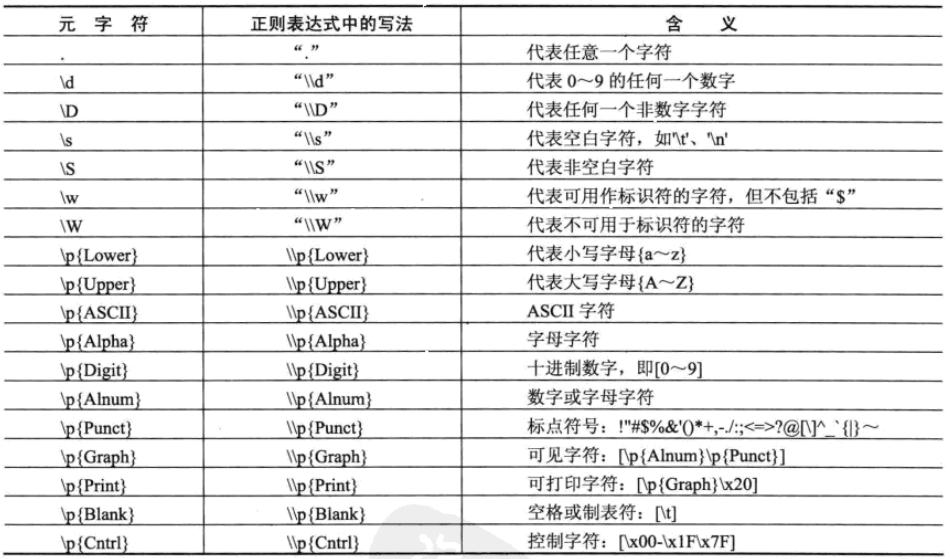 元 字 符 正则表达式中的写法 含 义
. “.” 代表任意一个字符
\d “\\d” 代表 0～9 的任何一个数字
\D “\\D” 代表任何一个非数字字符
\s “\\s” 代表空白字符，如'\t'、'\n'
\S “\\S” 代表非空白字符
\w “\\w” 代表可用作标识符的字符，但不包括“$”
\W “\\W” 代表不可用于标识符的字符
\p{Lower} \\p{Lower} 代表小写字母{a～z}
\p{Upper} \\p{Upper} 代表大写字母{A～Z}
\p{ASCII} \\p{ASCII} ASCII 字符
\p{Alpha} \\p{Alpha} 字母字符
\p{Digit} \\p{Digit} 十进制数字，即[0～9]
\p{Alnum} \\p{Alnum} 数字或字母字符
\p{Punct} \\p{Punct} 标点符号：!"#$%&'()*+,-./:;<=>?@[\]^_`{|}～
\p{Graph} \\p{Graph} 可见字符：[\p{Alnum}\p{Punct}]
\p{Print} \\p{Print} 可打印字符：[\p{Graph}\x20]
\p{Blank} \\p{Blank} 空格或制表符：[\t]
\p{Cntrl} \\p{Cntrl} 控制字符：[\x00-\x1F\x7F]